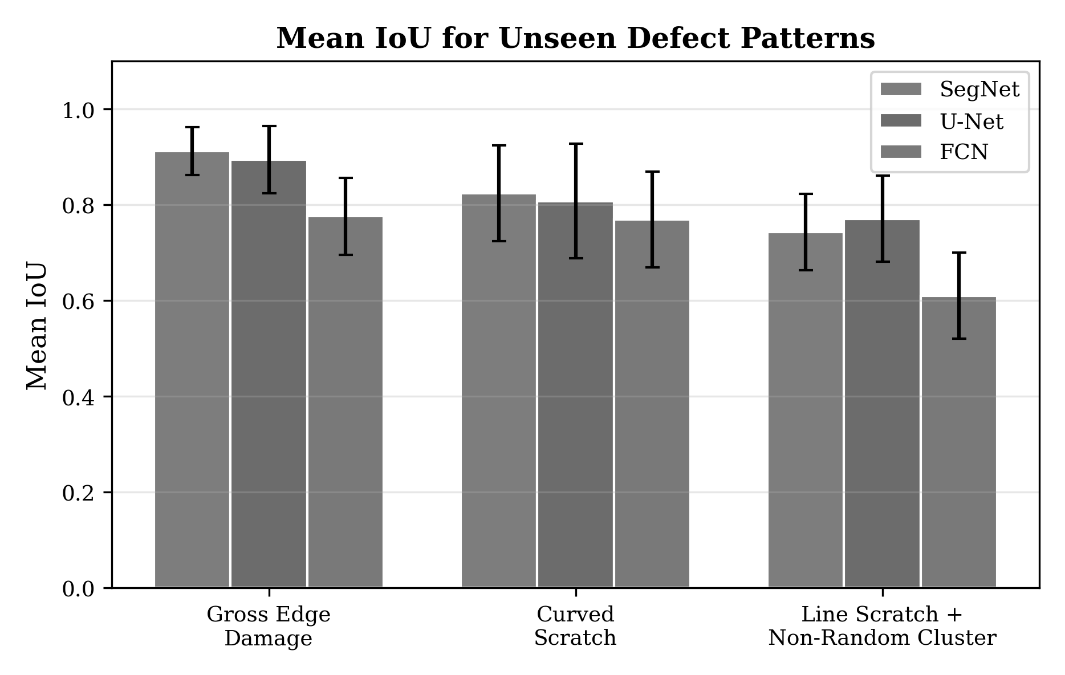 Mean IoU for Unseen Defect Patterns
SegNet
U-Net
FCN
Mean IoU
1.0
0.8
0.6
0.4
0.2
0.0
Gross Edge
Damage
Curved
Scratch
Line Scratch +
Non-Random Cluster